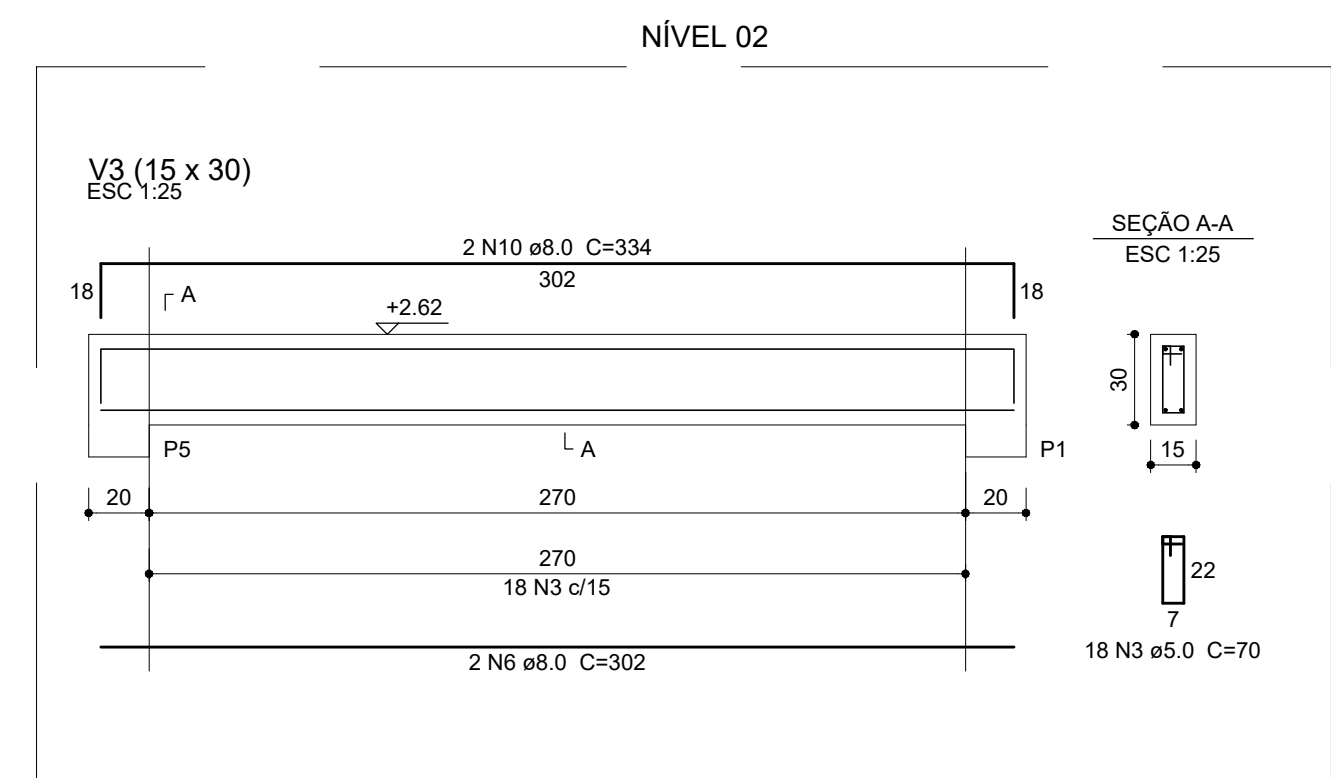 NÍVEL 02
V3 (15 x 30)
ESC 1:25
SEÇÃO A-A
ESC 1:25
2 N10 ø8.0 C=334
302
18
18
A
+2.62
30
P5
A
P1
15
20
270
20
270
18 N3 c/15
22
7
18 N3 ø5.0 C=70
2 N6 ø8.0 C=302